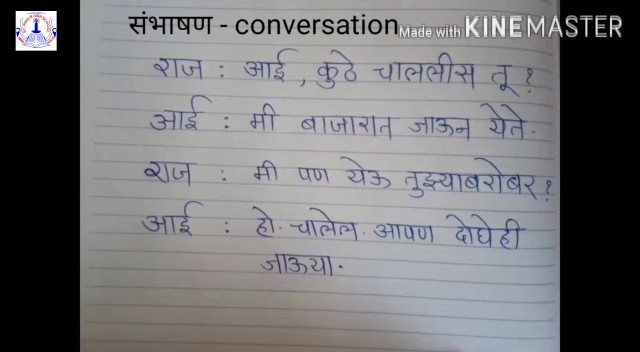 संभाषण - conversation
Made with KINEMASTER
राज : आई, कुठे चाललीस तू?
आई : मी बाजारात जाऊन येते.
राज : मी पण येऊ तुझ्याबरोबर?
आई : हो. चालेल. आपण दोघेही
जाऊया.